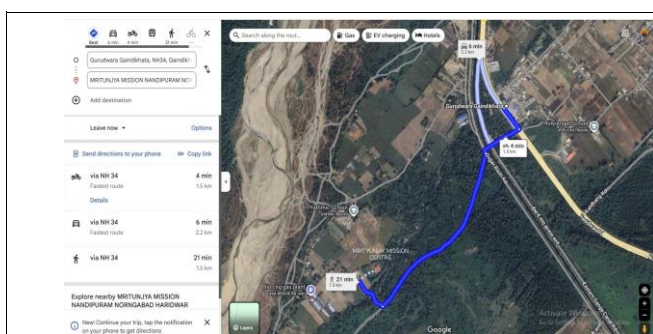 Best
6 min
4 min
21 min
Gurudwara Gaindikhata, NH34, Gaindikh
MRITUNJYA MISSION NANDIPURAM NOR
Add destination
Leave now
Options
Send directions to your phone
Copy link
via NH 34
4 min
Fastest route
1.5 km
Details
via NH 34
6 min
Fastest route
2.2 km
via NH 34
21 min
1.5 km
Explore nearby MRITUNJYA MISSION
NANDIPURAM NORNGABAD HARIDWAR
New! Continue your trip, tap the notification
on your phone to get directions
Search along the rout...
Gas
EV charging
Hotels
6 min
2.2 km
Gurudwara Gaindikhata
4 min
1.5 km
MRITYUNJAY MISSION
CENTRE
21 min
1.5 km
Layers
Google
Activate Windows